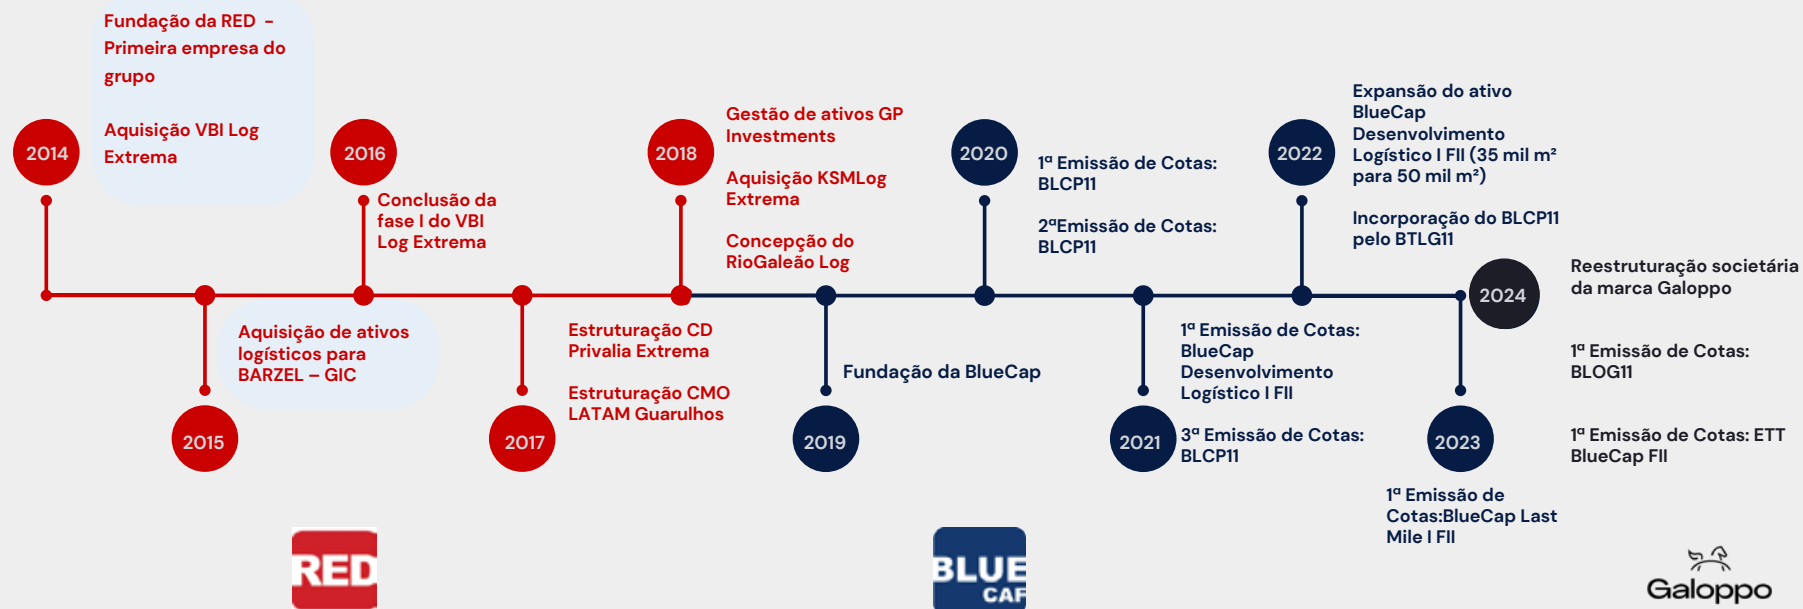 2014
Fundação da RED -
Primeira empresa do
grupo
Aquisição VBI Log
Extrema
2015
Aquisição de ativos
logísticos para
BARZEL – GIC
2016
Conclusão da
fase I do VBI
Log Extrema
2017
Estruturação CD
Privalia Extrema
Estruturação CMO
LATAM Guarulhos
2018
Gestão de ativos GP
Investments
Aquisição KSMLog
Extrema
Concepção do
RioGaleão Log
2019
Fundação da BlueCap
2020
1ª Emissão de Cotas:
BLCP11
2ªEmissão de Cotas:
BLCP11
2021
1ª Emissão de Cotas:
BlueCap
Desenvolvimento
Logístico I FII
3ª Emissão de Cotas:
BLCP11
2022
Expansão do ativo
BlueCap
Desenvolvimento
Logístico I FII (35 mil m²
para 50 mil m²)
Incorporação do BLCP11
pelo BTLG11
2023
1ª Emissão de
Cotas:BlueCap Last
Mile I FII
2024
Reestruturação societária
da marca Galoppo
1ª Emissão de Cotas:
BLOG11
1ª Emissão de Cotas: ETT
BlueCap FII
RED
BLUE
CAP
Galoppo